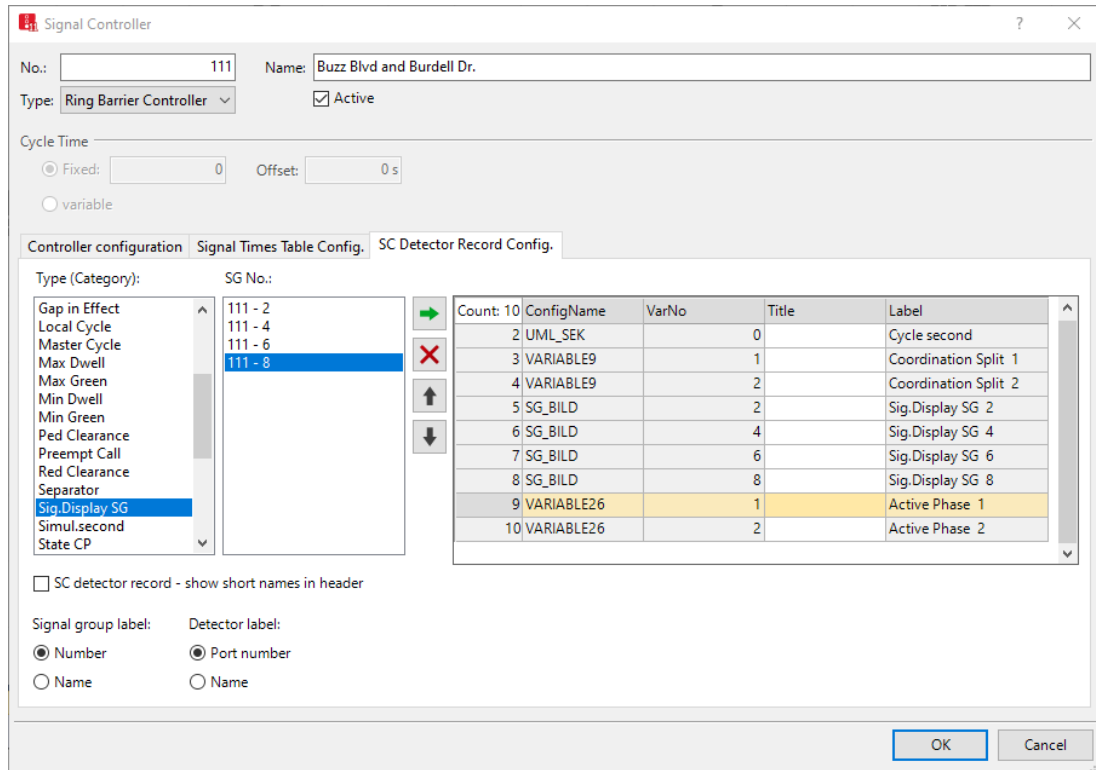 Signal Controller
No.: 111 Name: Buzz Blvd and Burdell Dr.
Type: Ring Barrier Controller Active
Cycle Time
Fixed: 0 Offset: 0 s
variable
Controller configuration Signal Times Table Config. SC Detector Record Config.
Type (Category): SG No.:
Gap in Effect
Local Cycle
Master Cycle
Max Dwell
Max Green
Min Dwell
Min Green
Ped Clearance
Preempt Call
Red Clearance
Separator
Sig.Display SG
Simul.second
State CP
111 - 2
111 - 4
111 - 6
111 - 8
Count: 10 ConfigName VarNo Title Label
2 UML_SEK 0 Cycle second
3 VARIABLE9 1 Coordination Split 1
4 VARIABLE9 2 Coordination Split 2
5 SG_BILD 2 Sig.Display SG 2
6 SG_BILD 4 Sig.Display SG 4
7 SG_BILD 6 Sig.Display SG 6
8 SG_BILD 8 Sig.Display SG 8
9 VARIABLE26 1 Active Phase 1
10 VARIABLE26 2 Active Phase 2
SC detector record - show short names in header
Signal group label: Detector label:
Number Port number
Name Name
OK Cancel